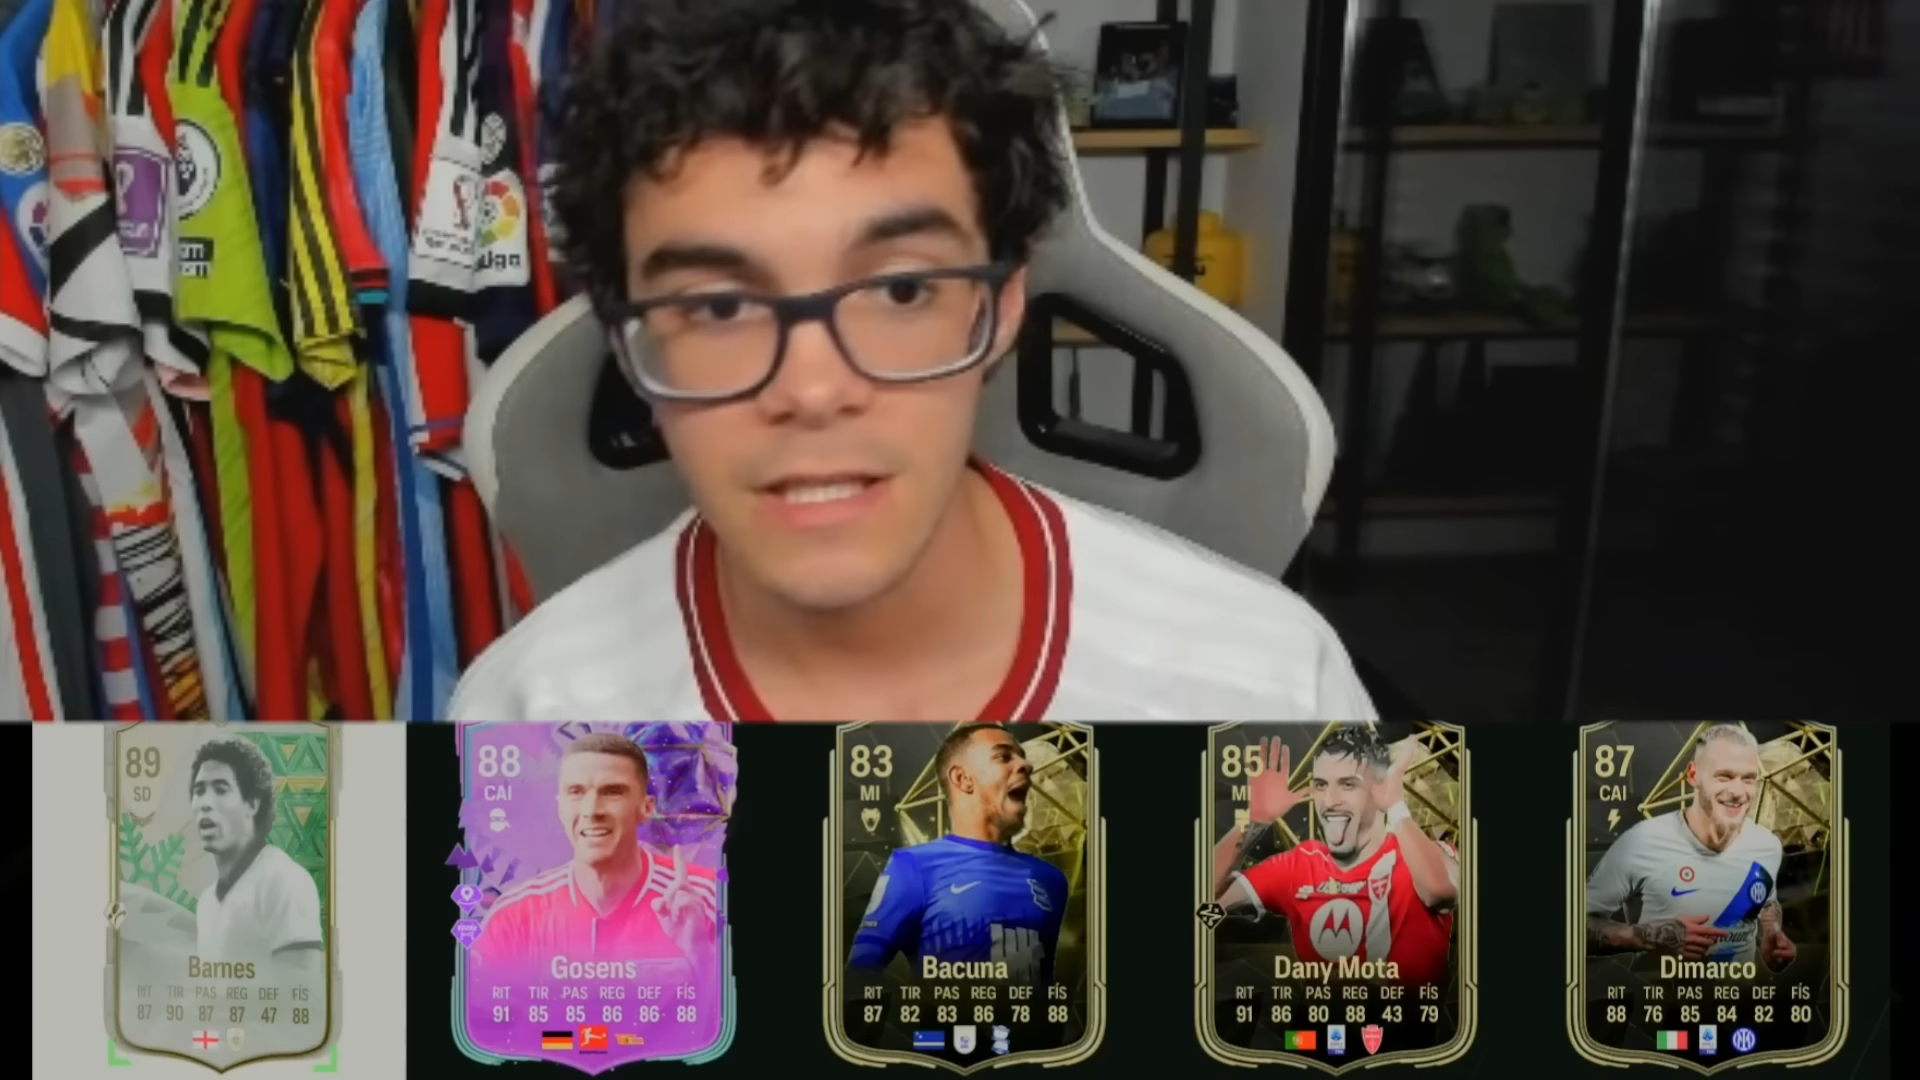 Liga
89
SD
Barnes
RIT TIR PAS REG DEF FÍS
87 90 87 87 47 88
88
CAI
Gosens
RIT TIR PAS REG DEF FÍS
91 85 85 86 86 88
83
MI
Bacuna
RIT TIR PAS REG DEF FÍS
87 82 83 86 78 88
85
MI
Dany Mota
RIT TIR PAS REG DEF FÍS
91 86 80 88 43 79
87
CAI
Dimarco
RIT TIR PAS REG DEF FÍS
88 76 85 84 82 80